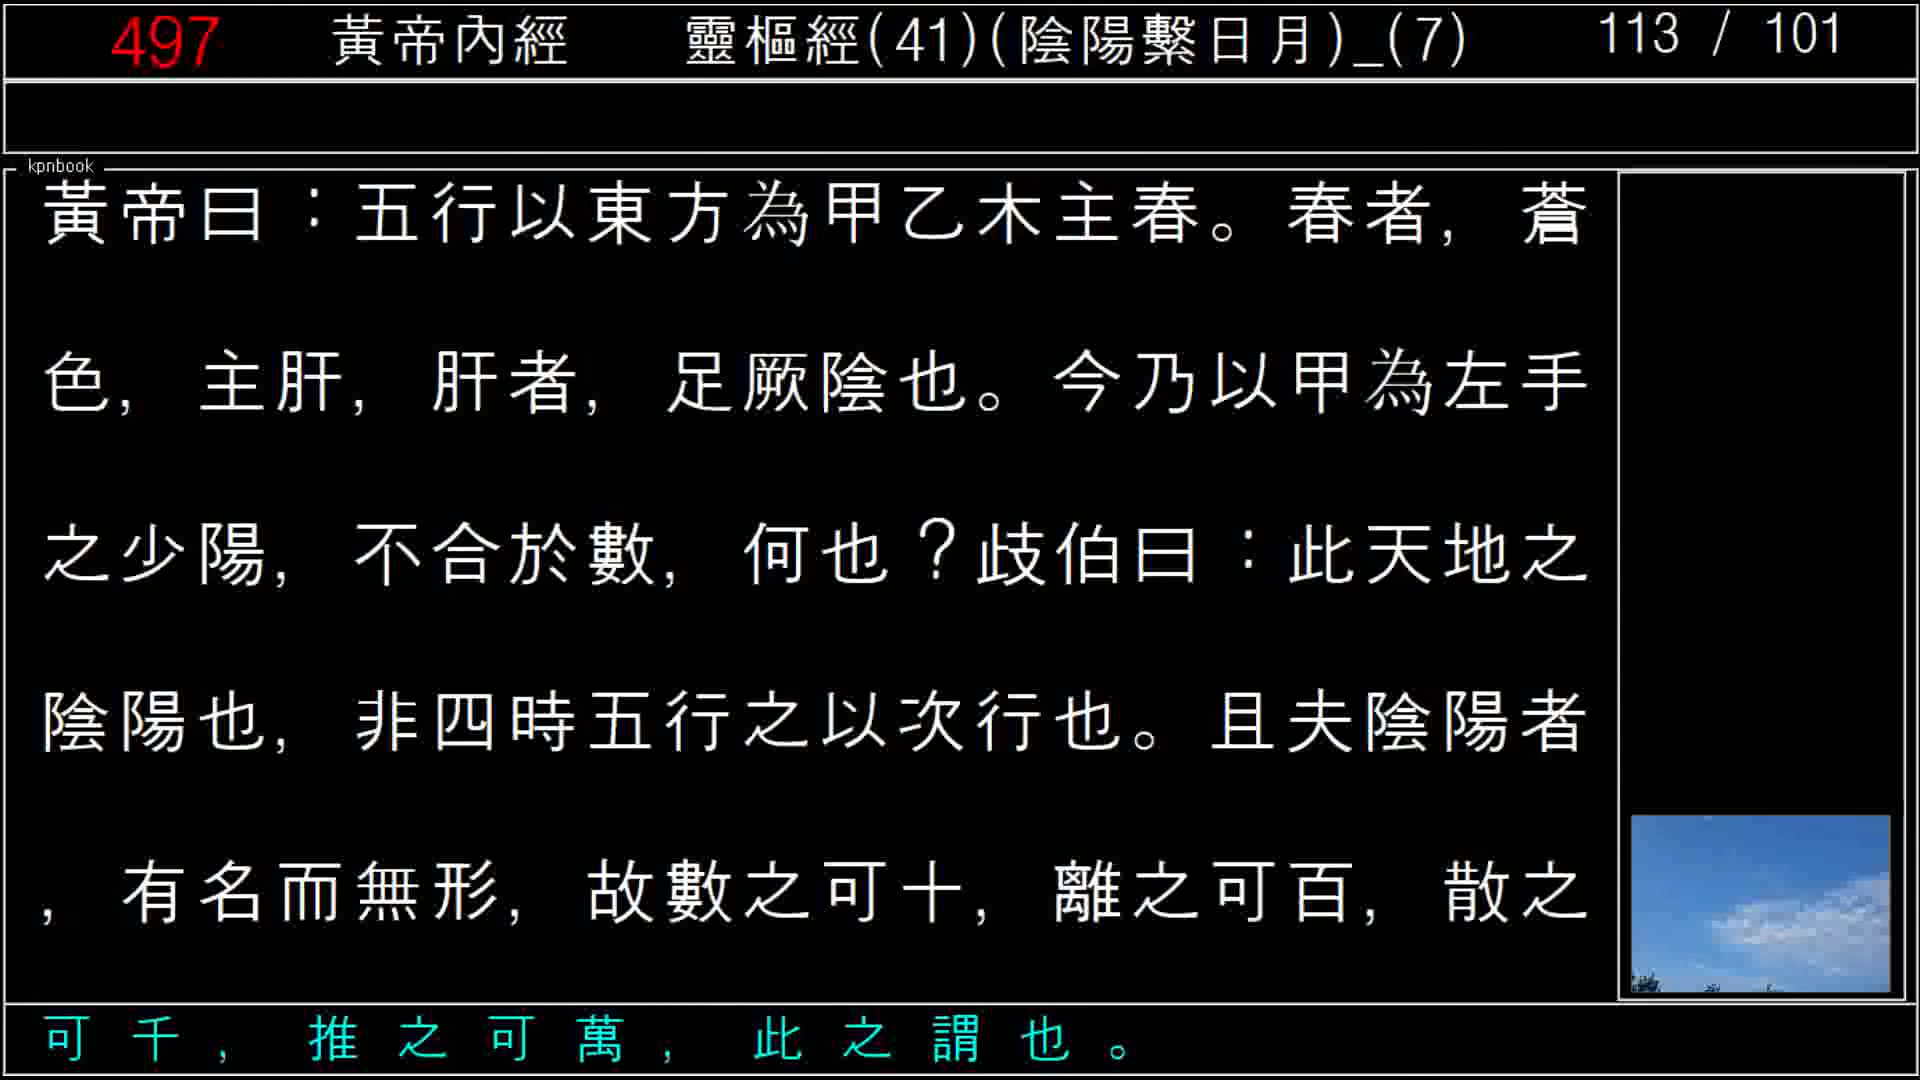 497 黃帝內經 靈樞經(41)(陰陽繫日月)_(7) 113 / 101
kpnbook
黃帝曰：五行以東方為甲乙木主春。春者, 蒼
色, 主肝, 肝者, 足厥陰也。今乃以甲為左手
之少陽, 不合於數, 何也？歧伯曰：此天地之
陰陽也, 非四時五行之以次行也。且夫陰陽者
, 有名而無形, 故數之可十, 離之可百, 散之
可千, 推之可萬, 此之謂也。